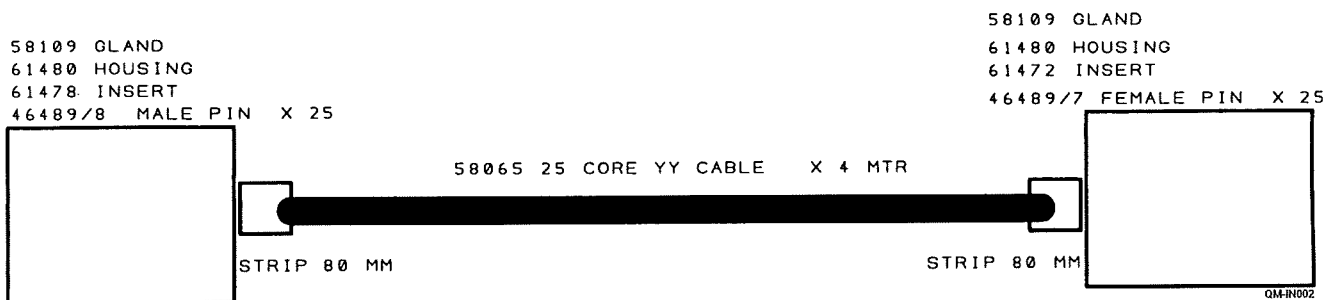 58109 GLAND
61480 HOUSING
61478 INSERT
46489/8 MALE PIN X 25
58109 GLAND
61480 HOUSING
61472 INSERT
46489/7 FEMALE PIN X 25
58065 25 CORE YY CABLE X 4 MTR
STRIP 80 MM
STRIP 80 MM
QM-IN002